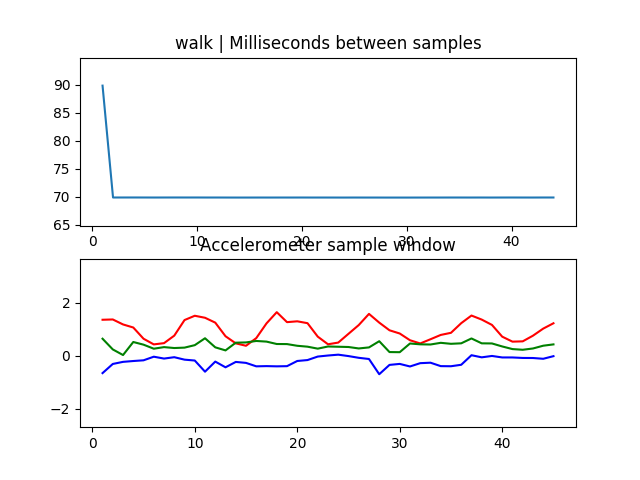 walk | Milliseconds between samples
90
85
80
75
70
65
0 10 20 30 40
Accelerometer sample window
2
0
−2
0 10 20 30 40